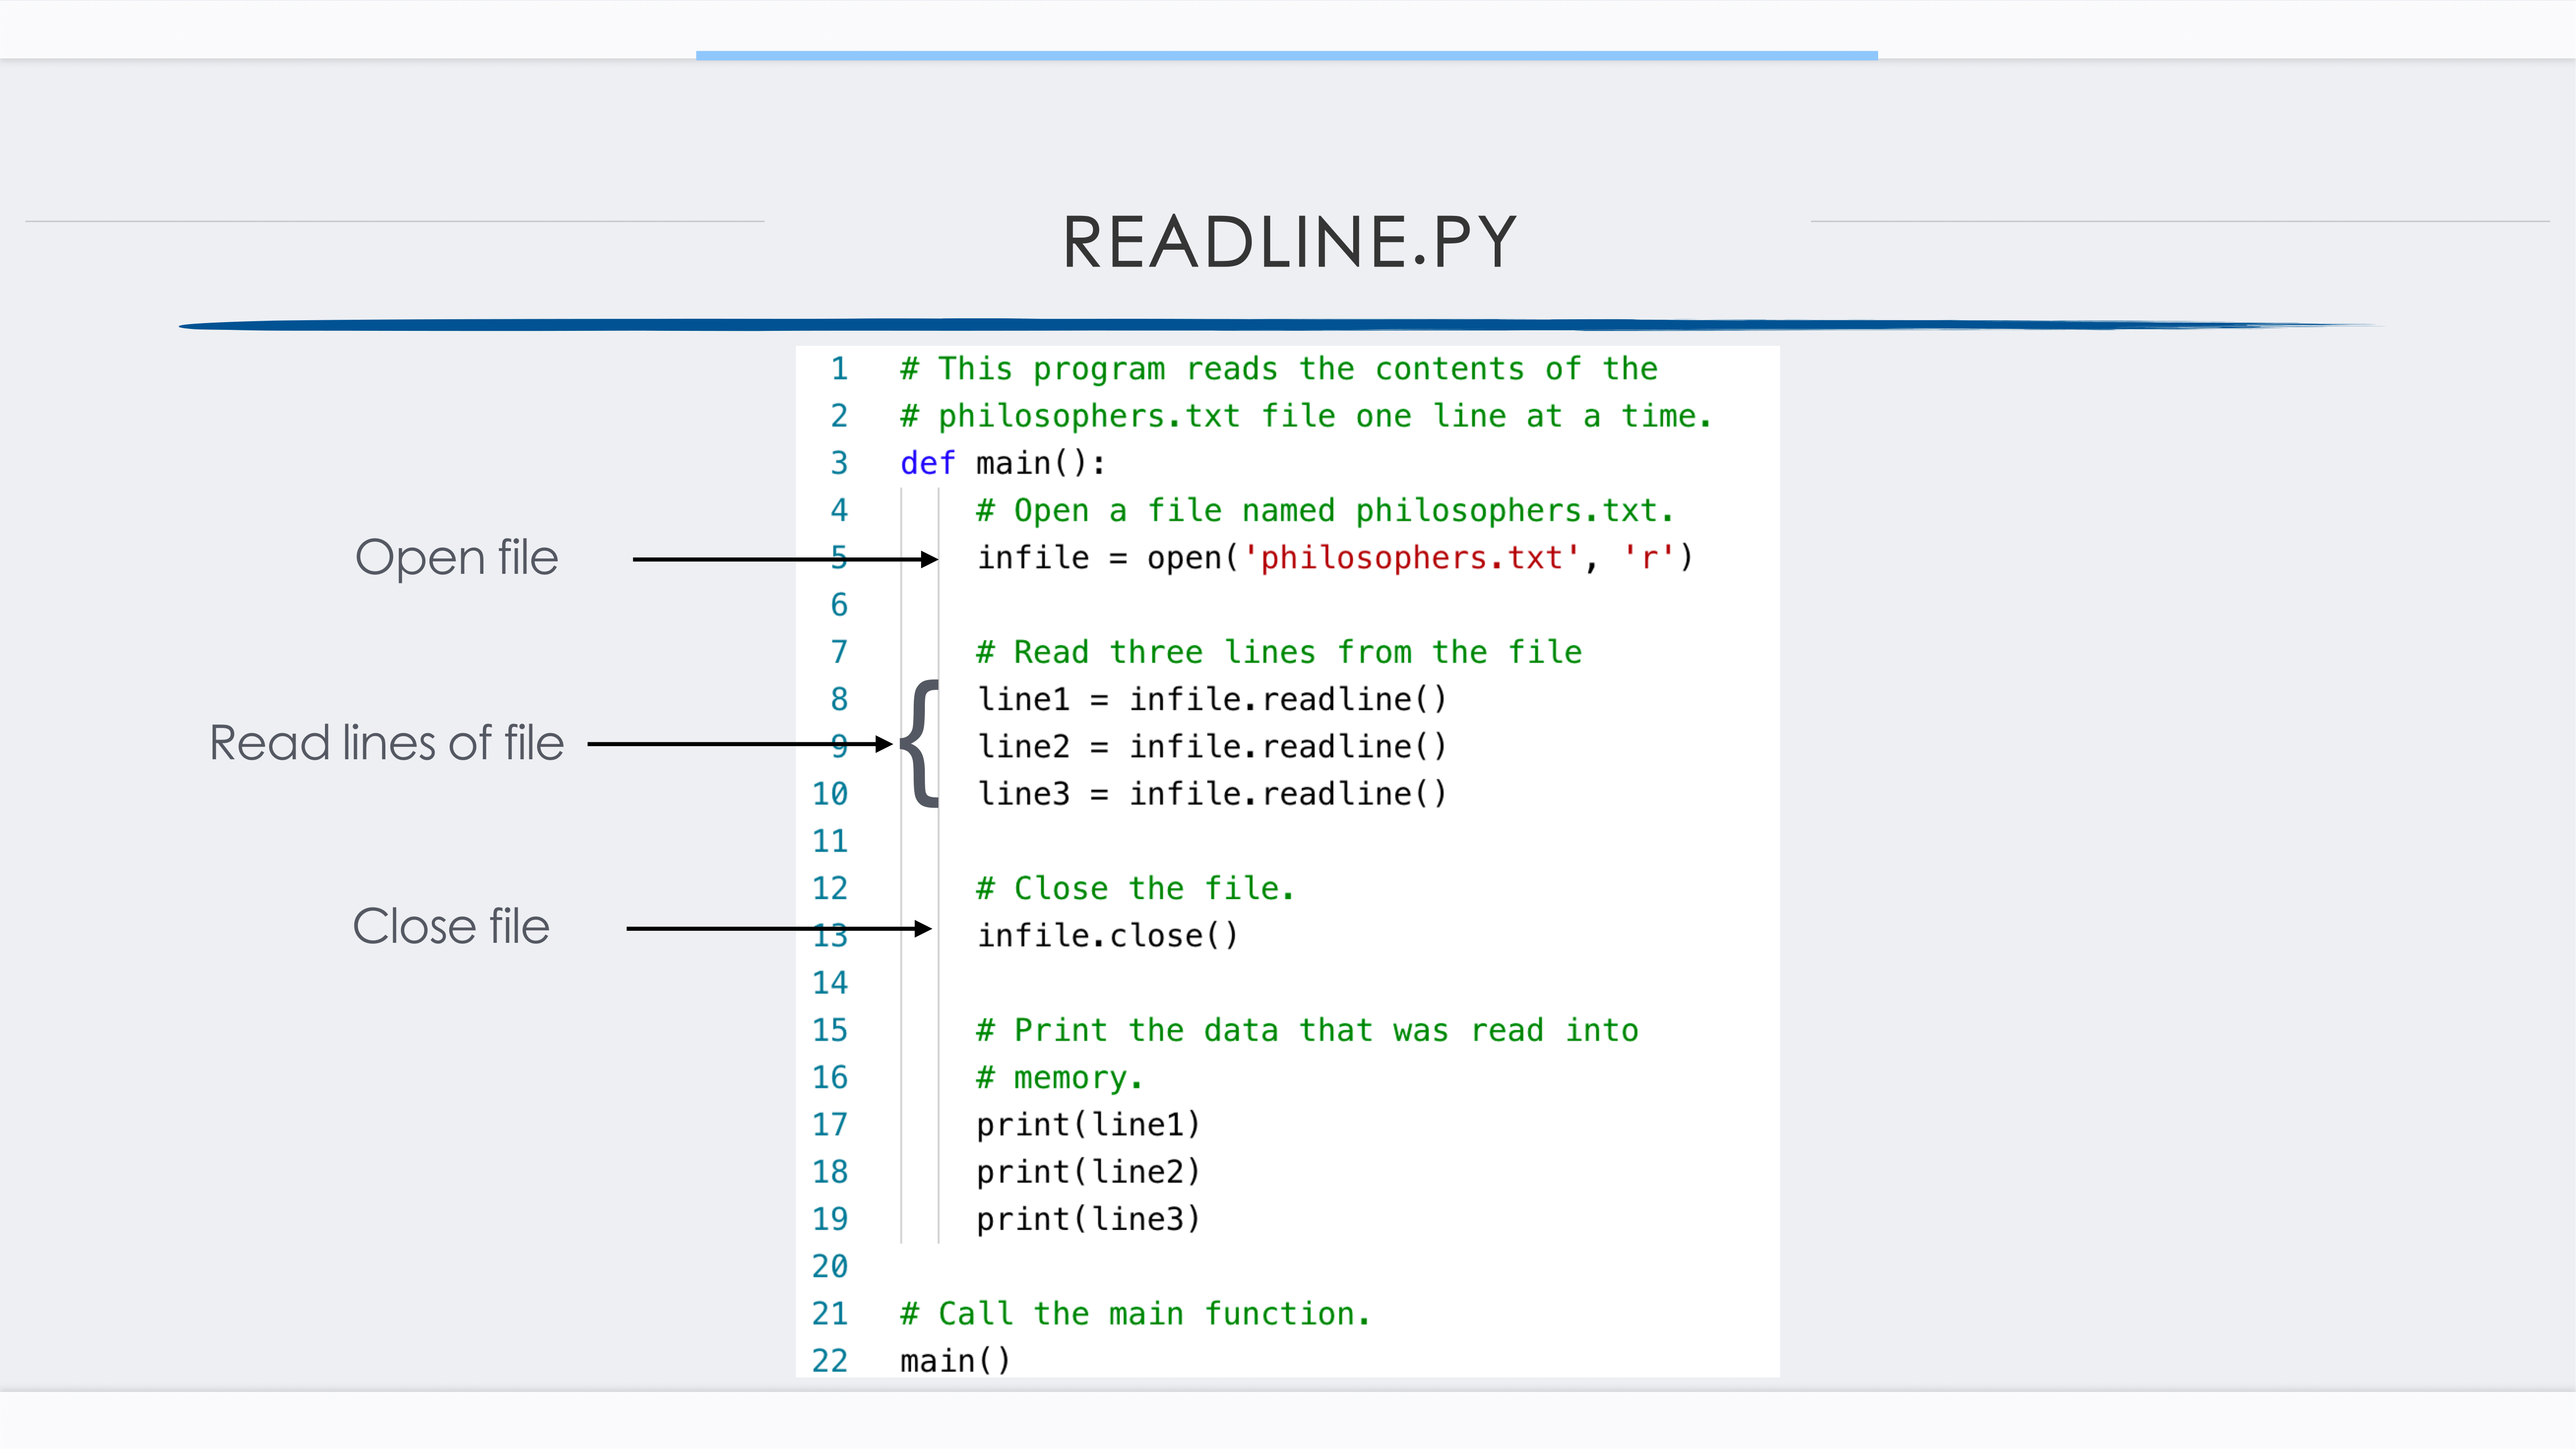 READLINE.PY
1 # This program reads the contents of the
2 # philosophers.txt file one line at a time.
3 def main():
4 # Open a file named philosophers.txt.
Open file
5 infile = open('philosophers.txt', 'r')
6
7 # Read three lines from the file
8 line1 = infile.readline()
Read lines of file
{
9 line2 = infile.readline()
10 line3 = infile.readline()
11
12 # Close the file.
Close file
13 infile.close()
14
15 # Print the data that was read into
16 # memory.
17 print(line1)
18 print(line2)
19 print(line3)
20
21 # Call the main function.
22 main()